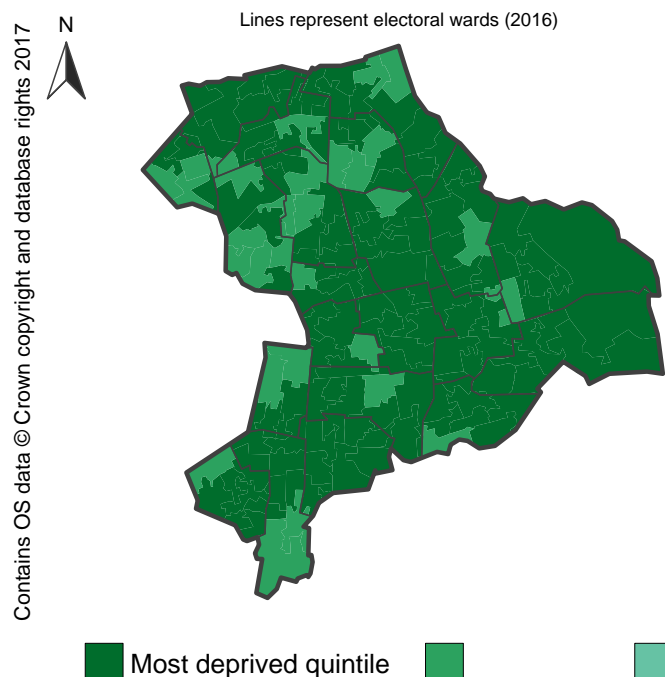 Lines represent electoral wards (2016)
N
Contains OS data © Crown copyright and database rights 2017
Most deprived quintile